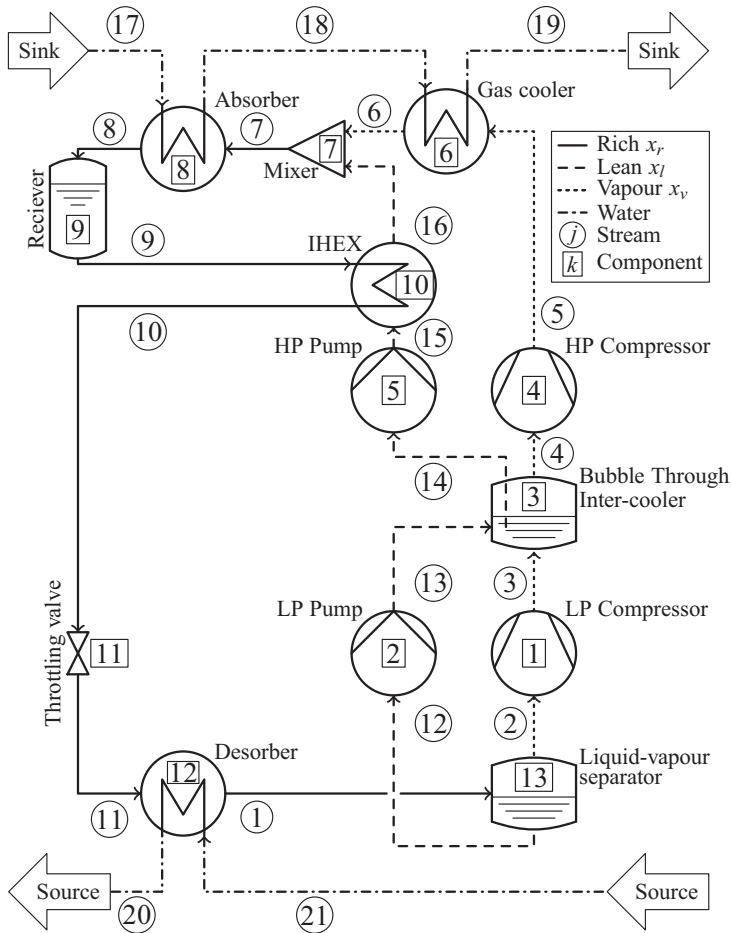 17
18
19
Sink
Sink
Absorber
Gas cooler
8
7
6
8
7
6
Mixer
Rich x_r
Lean x_l
Vapour x_v
Water
j Stream
k Component
Reciever
9
9
IHEX
16
10
10
15
5
HP Pump
HP Compressor
5
4
14
4
3
Bubble Through
Inter-cooler
13
3
LP Pump
LP Compressor
2
1
Throttling valve
11
12
2
Desorber
12
Liquid-vapour
separator
13
11
1
Source
20
21
Source